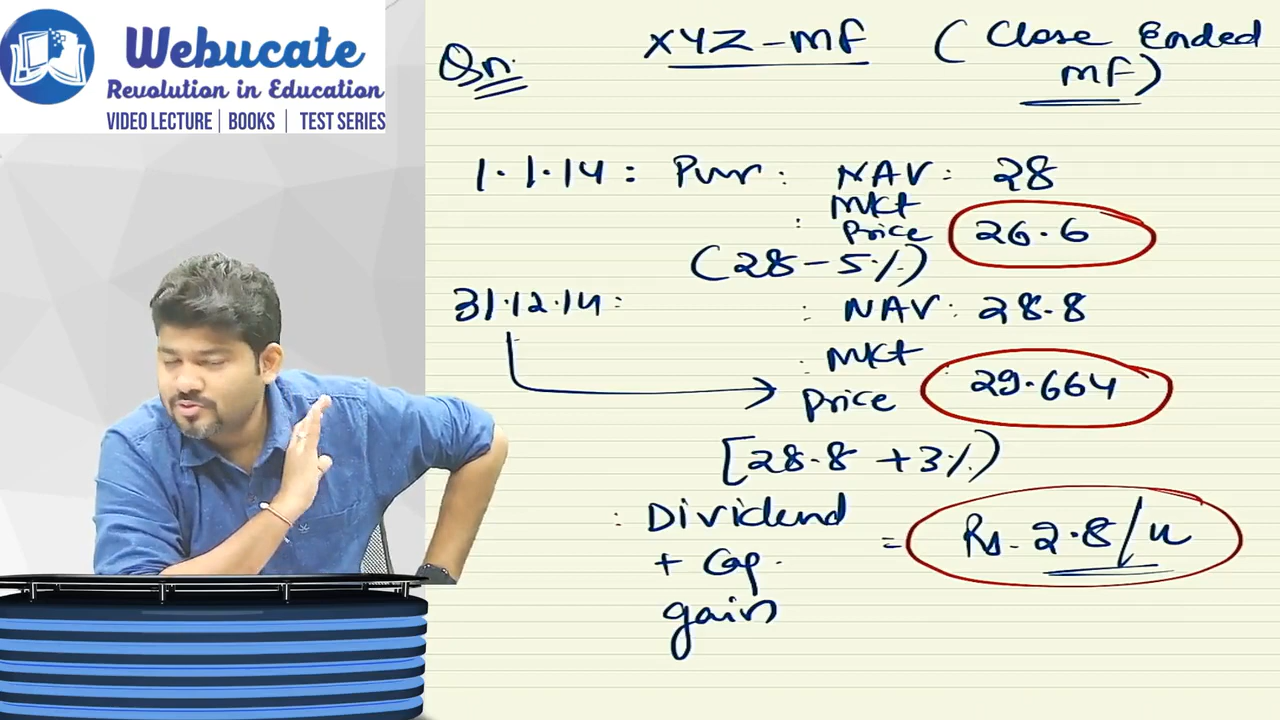 Webucate
Revolution in Education
VIDEO LECTURE | BOOKS | TEST SERIES
Qn.
XYZ-MF (Close Ended
MF)
1.1.14: Pur: NAV: 28
: Mkt
Price 26.6
(28-5%)
31.12.14: : NAV: 28.8
: Mkt
Price 29.664
[28.8 +3%)
: Dividend
+ Cap.
gain
= Rs. 2.8/u